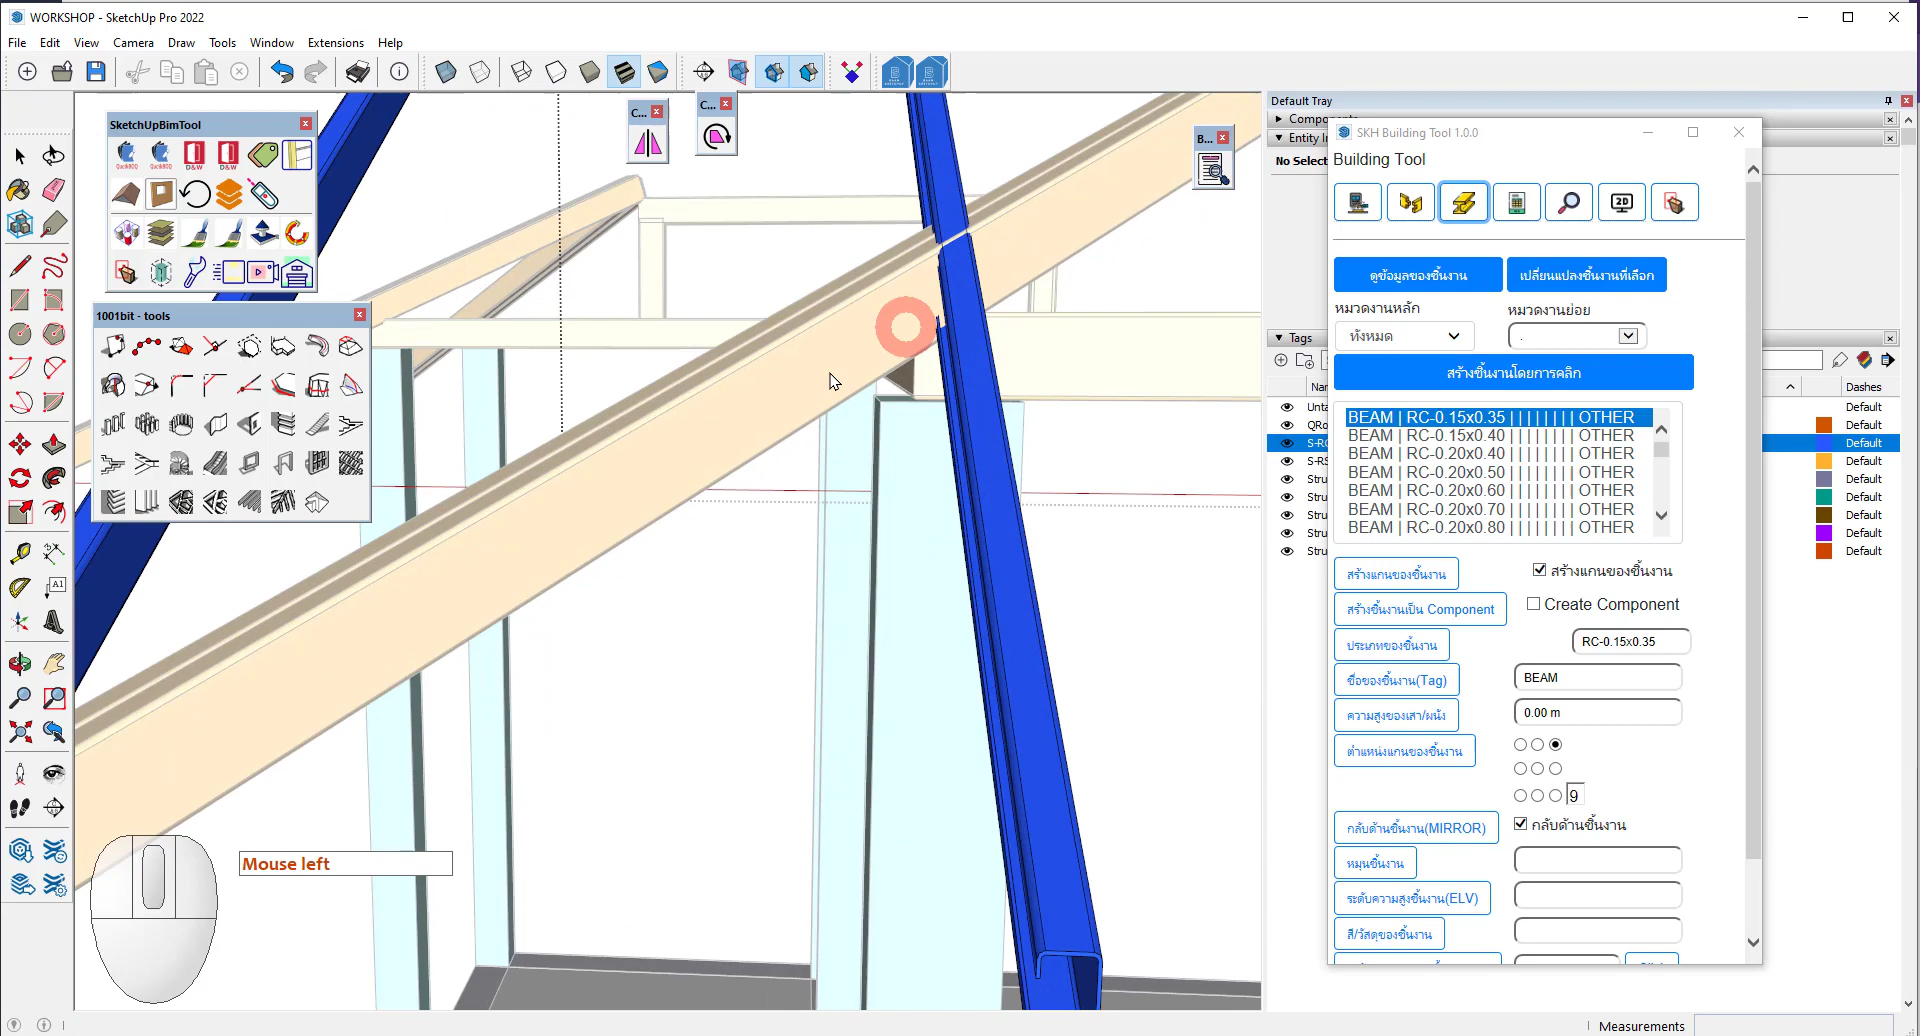 WORKSHOP - SketchUp Pro 2022
File Edit View Camera Draw Tools Window Extensions Help
SketchUpBimTool
D&W D&W
1001bit - tools
C...
C...
B...
Default Tray
Entity In
No Select
Tags
Dashes
Unta Default
QRo Default
S-RC Default
S-RS Default
Stru Default
Stru Default
Stru Default
Stru Default
Stru Default
SKH Building Tool 1.0.0
Building Tool
2D
ดูข้อมูลของชิ้นงาน
เปลี่ยนแปลงชิ้นงานที่เลือก
หมวดงานหลัก
หมวดงานย่อย
ทั้งหมด
.
สร้างชิ้นงานโดยการคลิก
BEAM | RC-0.15x0.35 | | | | | | | | OTHER
BEAM | RC-0.15x0.40 | | | | | | | | OTHER
BEAM | RC-0.20x0.40 | | | | | | | | OTHER
BEAM | RC-0.20x0.50 | | | | | | | | OTHER
BEAM | RC-0.20x0.60 | | | | | | | | OTHER
BEAM | RC-0.20x0.70 | | | | | | | | OTHER
BEAM | RC-0.20x0.80 | | | | | | | | OTHER
สร้างแกนของชิ้นงาน
สร้างแกนของชิ้นงาน
สร้างชิ้นงานเป็น Component
Create Component
ประเภทของชิ้นงาน
RC-0.15x0.35
ชื่อของชิ้นงาน(Tag)
BEAM
ความสูงของเสา/ผนัง
0.00 m
ตำแหน่งแกนของชิ้นงาน
9
กลับด้านชิ้นงาน(MIRROR)
กลับด้านชิ้นงาน
หมุนชิ้นงาน
ระดับความสูงชิ้นงาน(ELV)
สี/วัสดุของชิ้นงาน
A1
Mouse left
Measurements